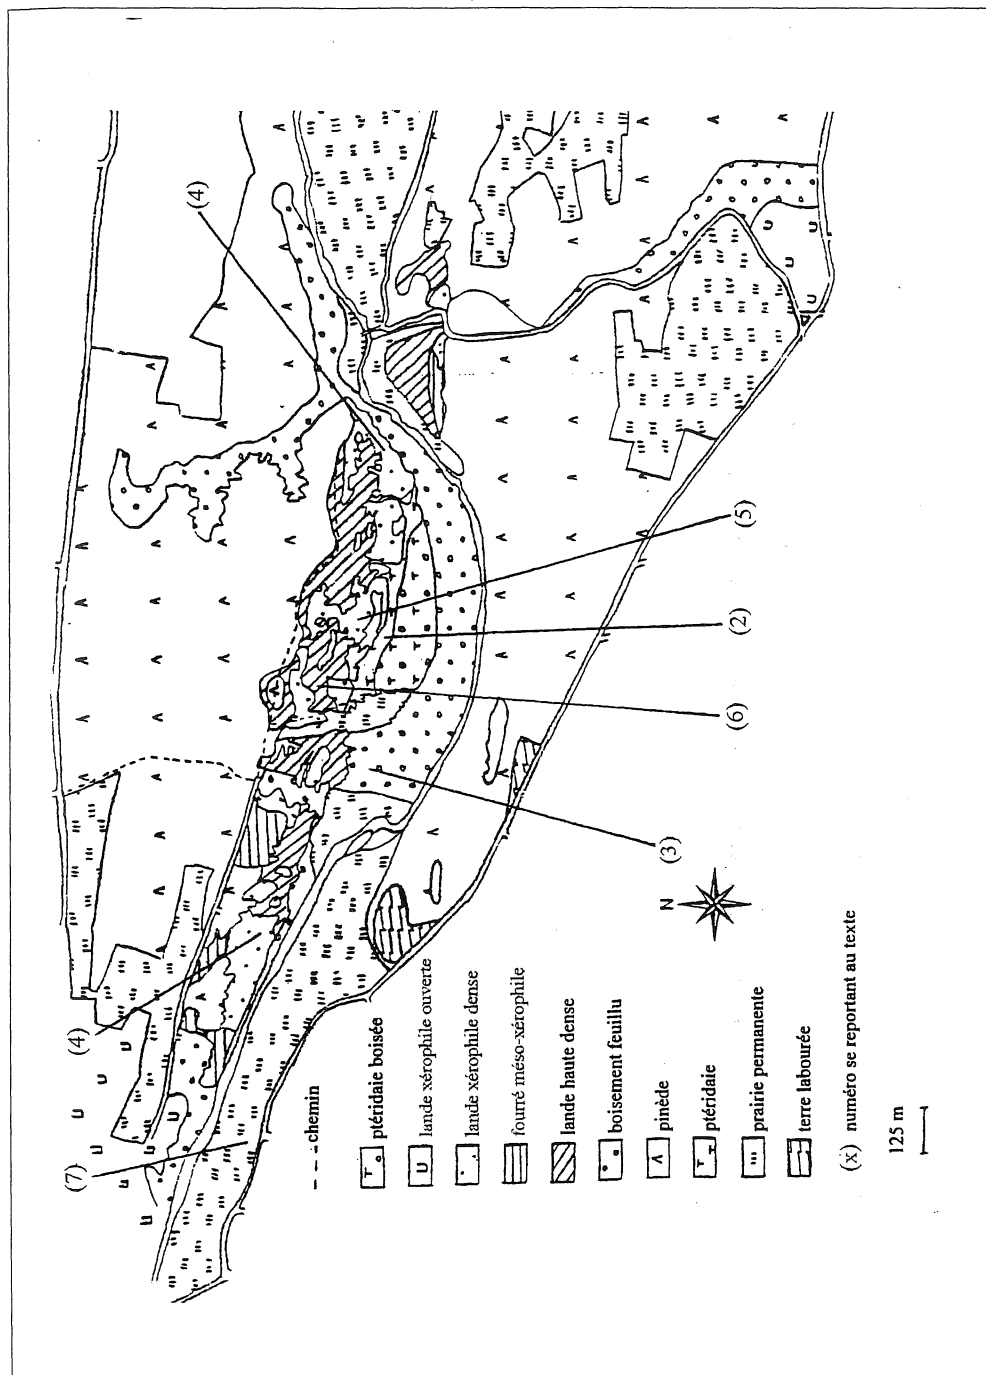 (4)
(5)
(2)
(6)
(3)
(4)
(7)
N
chemin
ptéridaie boisée
lande xérophile ouverte
lande xérophile dense
fourré méso-xérophile
lande haute dense
boisement feuillu
pinède
ptéridaie
prairie permanente
terre labourée
(x) numéro se reportant au texte
125 m